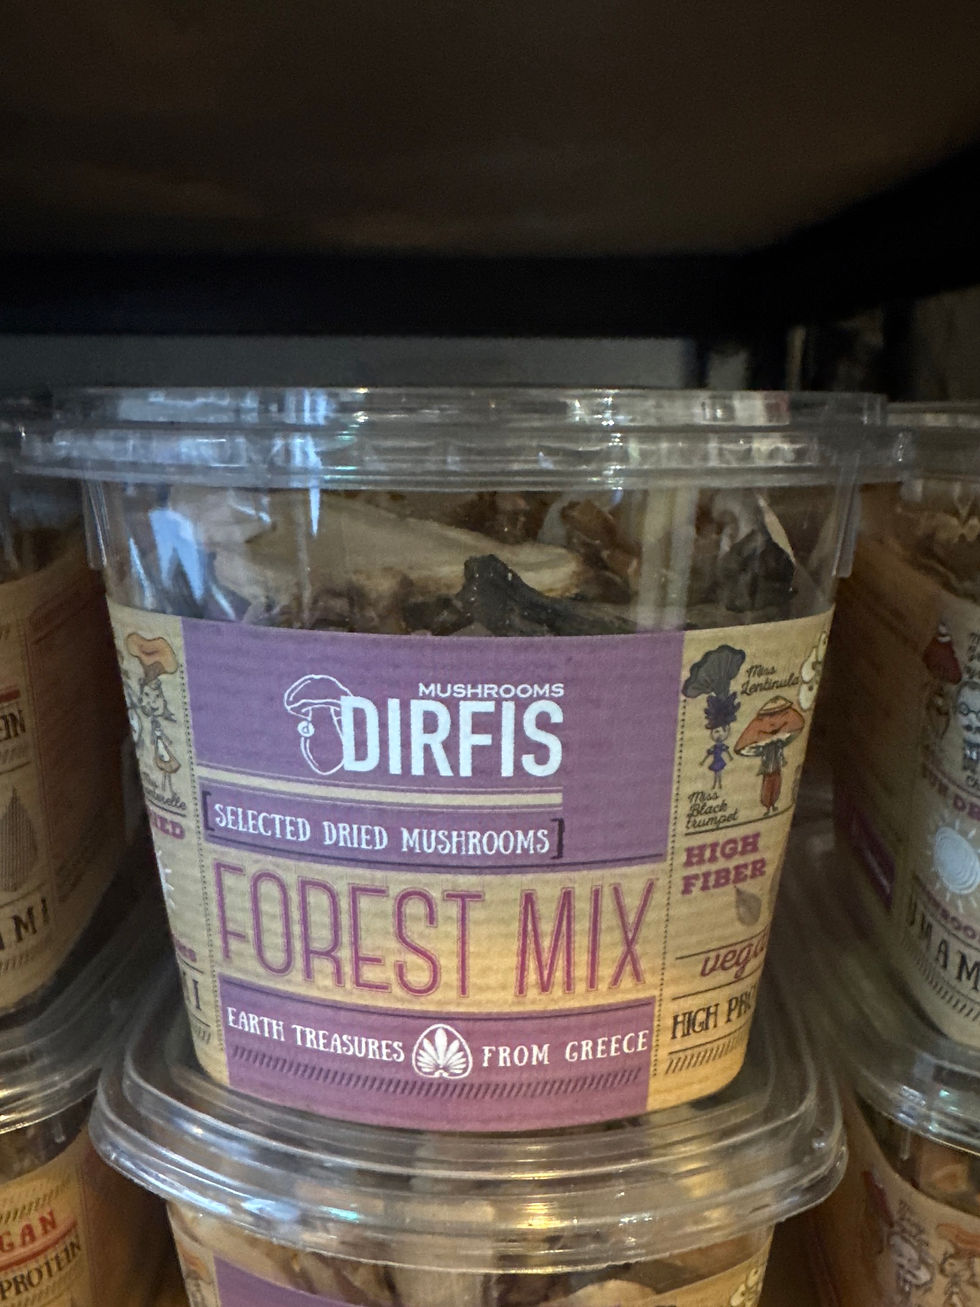 MUSHROOMS
DIRFIS
[SELECTED DRIED MUSHROOMS]
FOREST MIX
EARTH TREASURES FROM GREECE
Miss
Lentinula
Miss
Black
trumpet
HIGH
FIBER
HIGH
GAN
PROTEIN